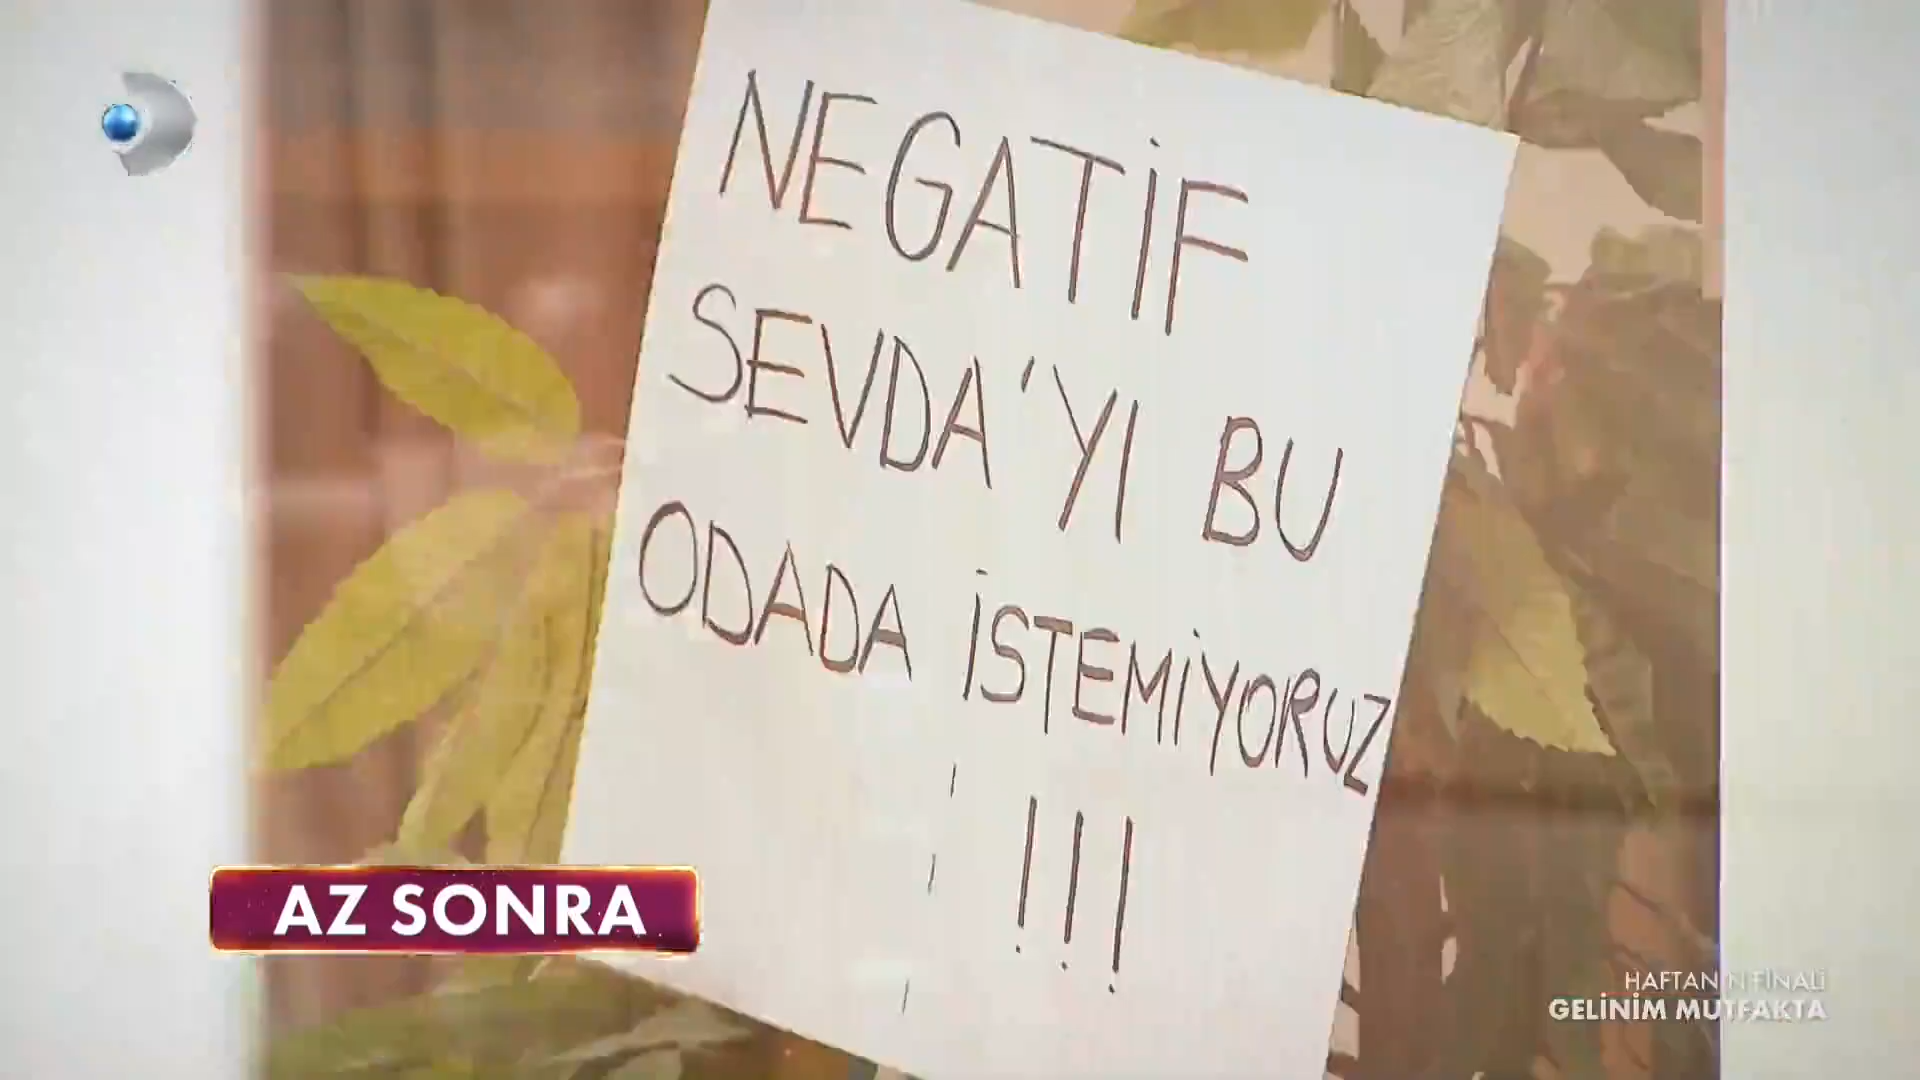 NEGATİF
SEVDA'YI BU
ODADA İSTEMİYORUZ
!!!
AZ SONRA
HAFTANIN FİNALİ
GELİNİM MUTFAKTA